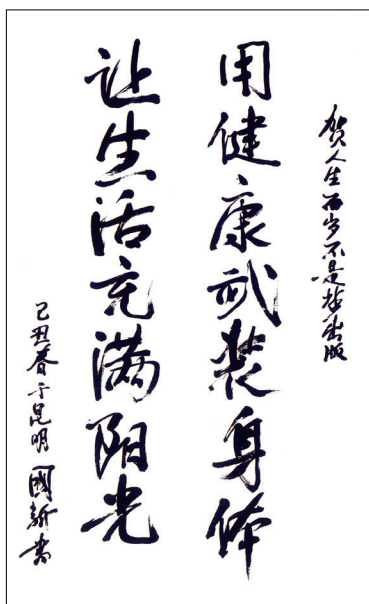 贺人生百岁不是梦出版
用健康武装身体
让生活充满阳光
己丑春于昆明 國新书